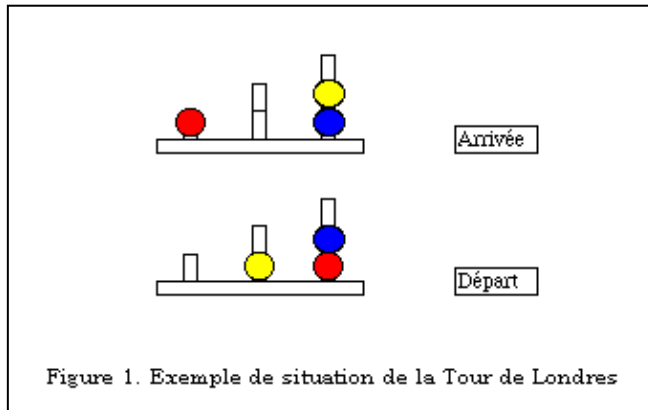 Arrivée
Départ
Figure 1. Exemple de situation de la Tour de Londres